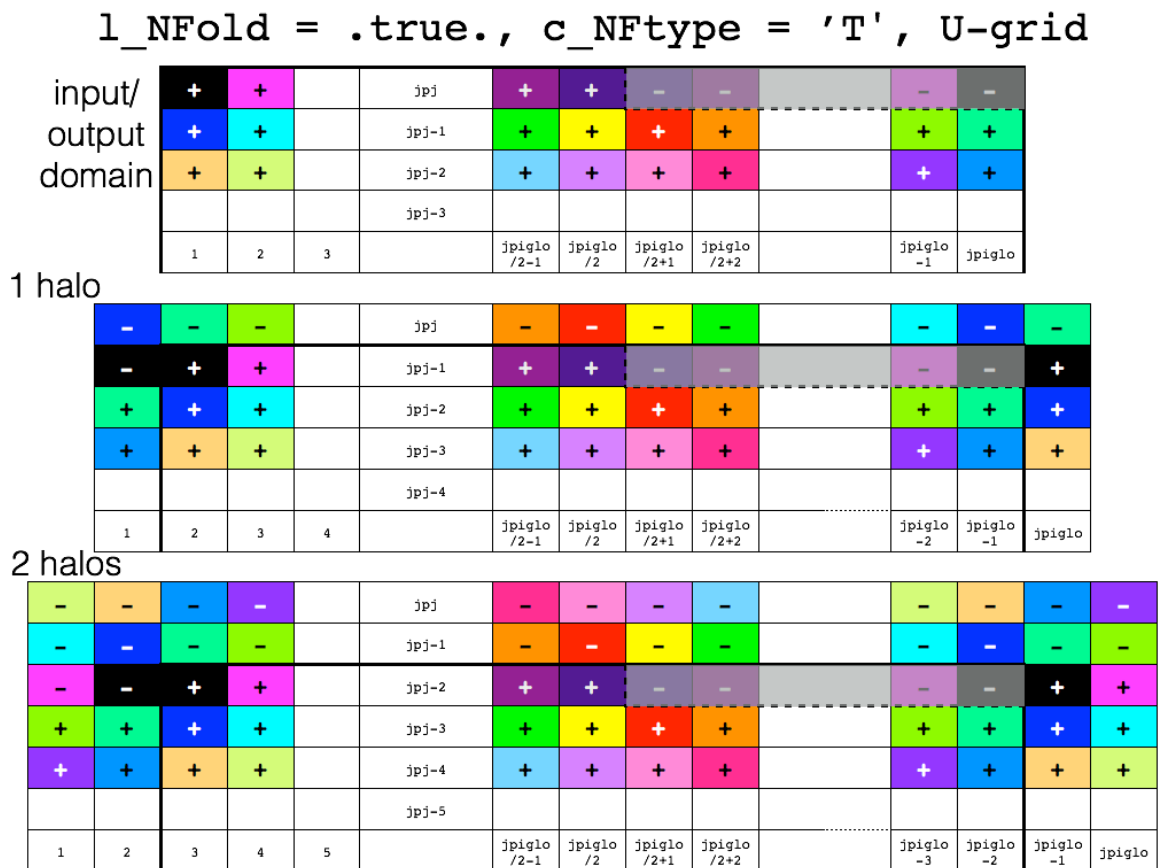 l_NFold = .true., c_NFtype = 'T', U-grid
input/
output
domain
+ + jpj + + - - - -
+ + jpj-1 + + + + + +
+ + jpj-2 + + + + + +
jpj-3
1 2 3 jpiglo/2-1 jpiglo/2 jpiglo/2+1 jpiglo/2+2 jpiglo-1 jpiglo
1 halo
- - - jpj - - - - - - -
- + + jpj-1 + + - - - - +
+ + + jpj-2 + + + + + + +
+ + + jpj-3 + + + + + + +
jpj-4
1 2 3 4 jpiglo/2-1 jpiglo/2 jpiglo/2+1 jpiglo/2+2 jpiglo-2 jpiglo-1 jpiglo
2 halos
- - - - jpj - - - - - - - -
- - - - jpj-1 - - - - - - - -
- - + + jpj-2 + + - - - - + +
+ + + + jpj-3 + + + + + + + +
+ + + + jpj-4 + + + + + + + +
jpj-5
1 2 3 4 5 jpiglo/2-1 jpiglo/2 jpiglo/2+1 jpiglo/2+2 jpiglo-3 jpiglo-2 jpiglo-1 jpiglo